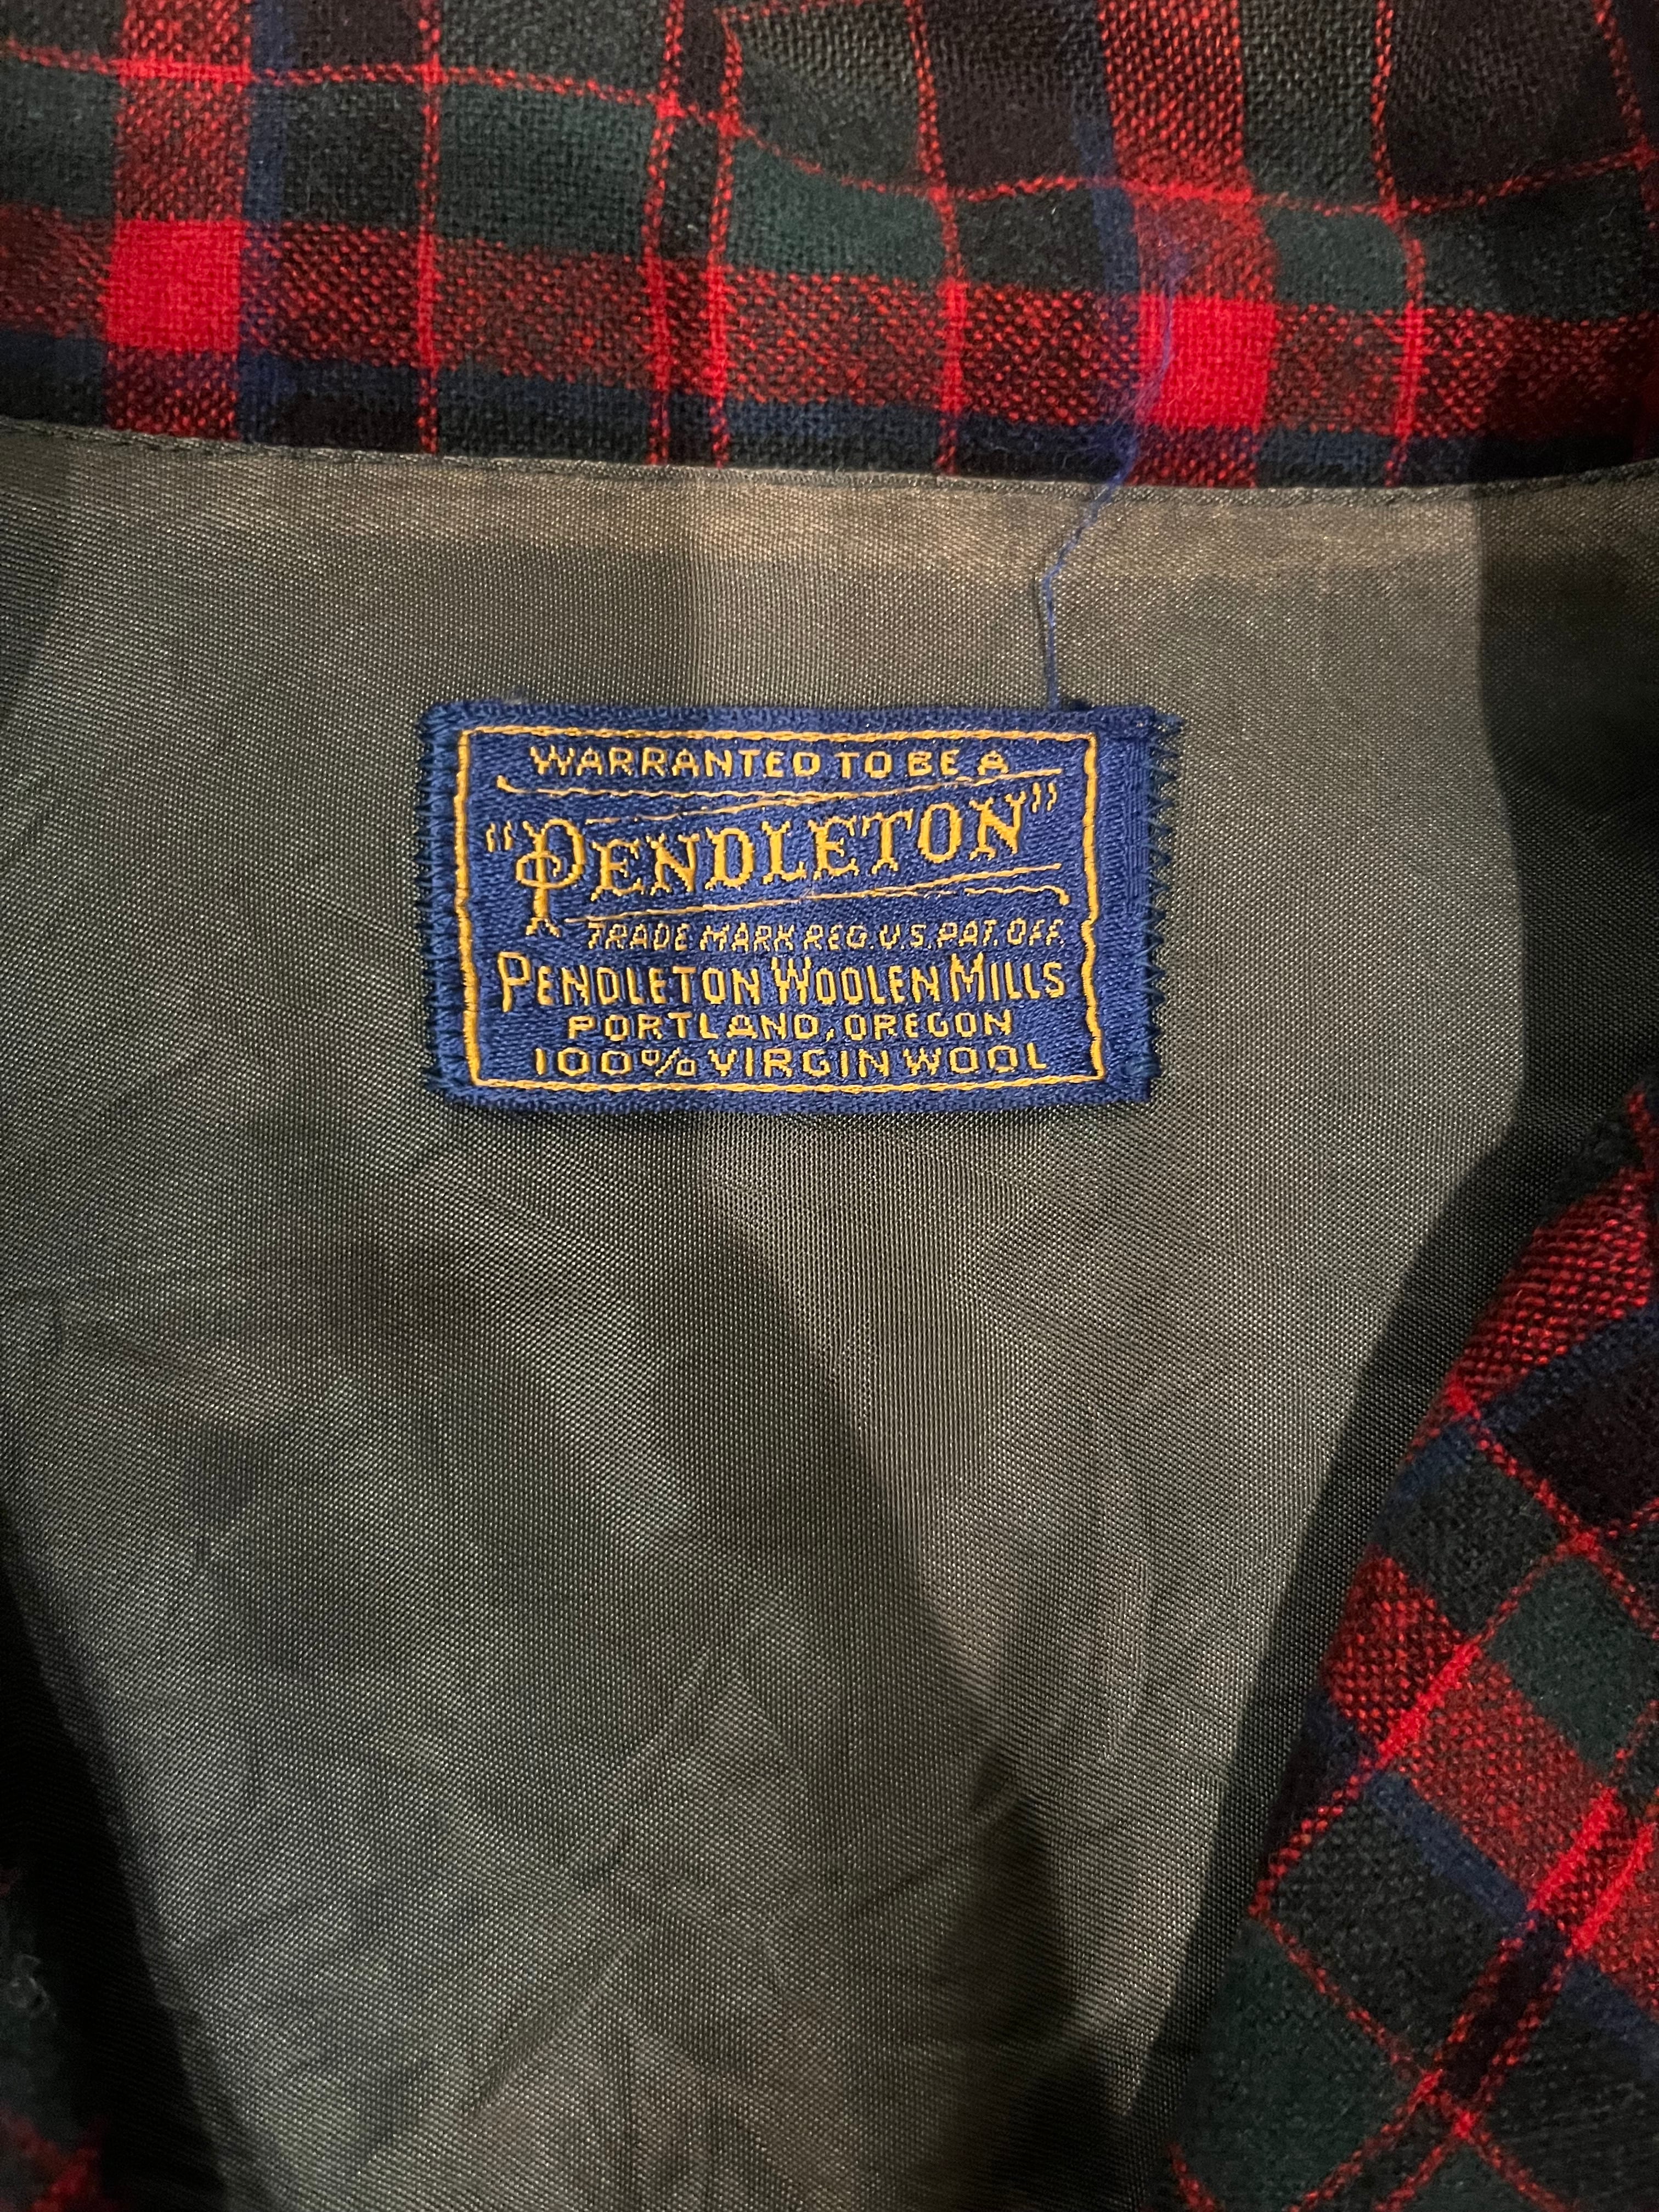 WARRANTED TO BE A
"PENDLETON"
TRADE MARK REG. U.S. PAT. OFF.
PENDLETON WOOLEN MILLS
PORTLAND, OREGON
100% VIRGIN WOOL